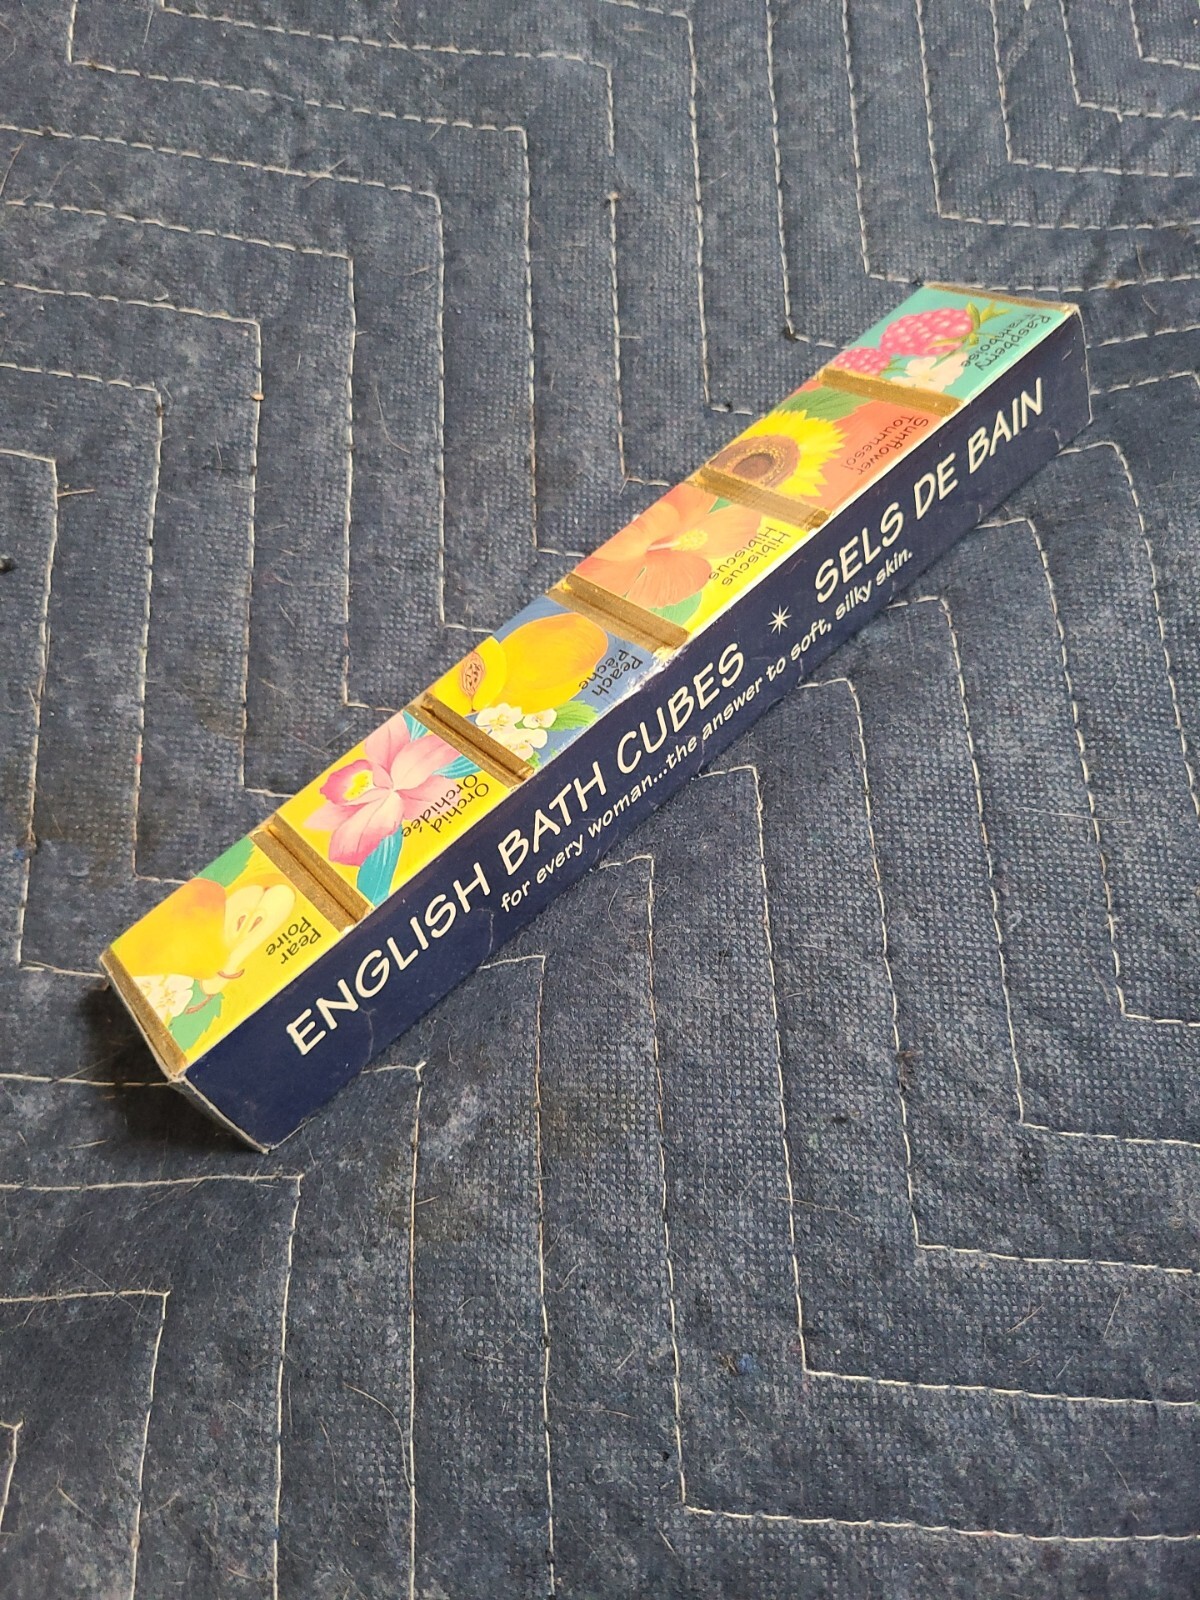 Raspberry
Framboise
Sunflower
Tournesol
Hibiscus
Hibiscus
Peach
Pêche
Orchid
Orchidée
Pear
Poire
ENGLISH BATH CUBES * SELS DE BAIN
for every woman...the answer to soft, silky skin.